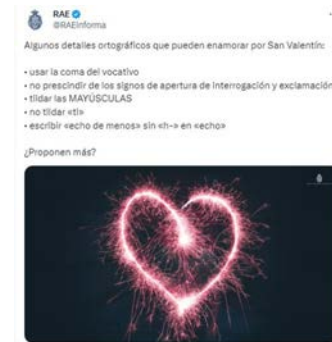 RAE
@RAEInforma
Algunos detalles ortográficos que pueden enamorar por San Valentín:
• usar la coma del vocativo
• no prescindir de los signos de apertura de interrogación y exclamación
• tildar las MAYÚSCULAS
• no tildar «ti»
• escribir «echo de menos» sin «h-» en «echo»
¿Proponen más?